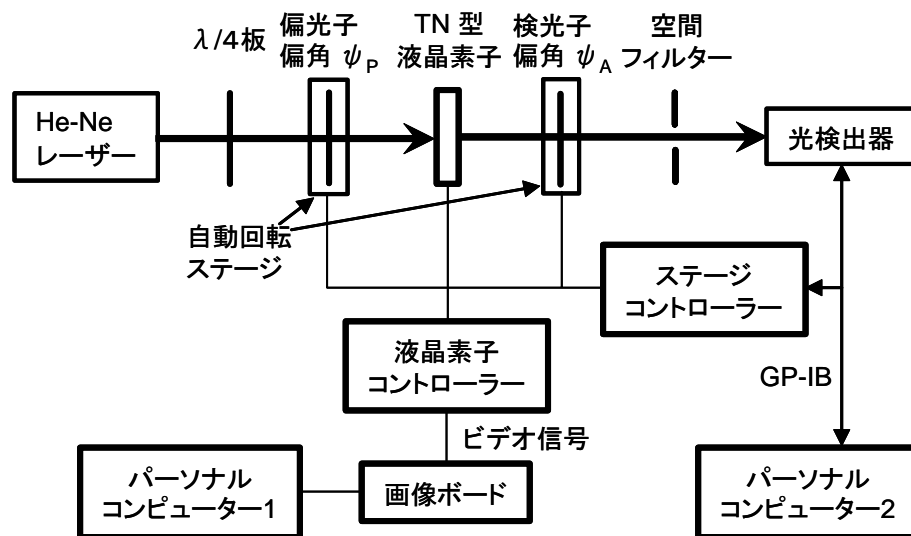 λ/4板
偏光子
偏角 ψP
TN 型
液晶素子
検光子
偏角 ψA
空間
フィルター
He-Ne
レーザー
光検出器
自動回転
ステージ
ステージ
コントローラー
液晶素子
コントローラー
GP-IB
ビデオ信号
パーソナル
コンピューター1
画像ボード
パーソナル
コンピューター2